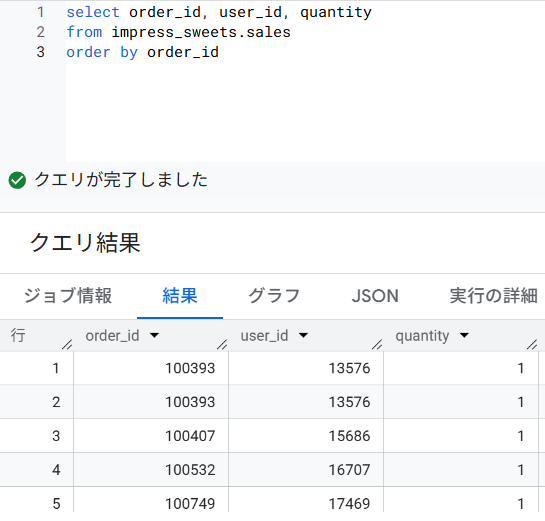 1 select order_id, user_id, quantity
2 from impress_sweets.sales
3 order by order_id
クエリが完了しました
クエリ結果
ジョブ情報 結果 グラフ JSON 実行の詳細
行 order_id user_id quantity
1 100393 13576 1
2 100393 13576 1
3 100407 15686 1
4 100532 16707 1
5 100749 17469 1